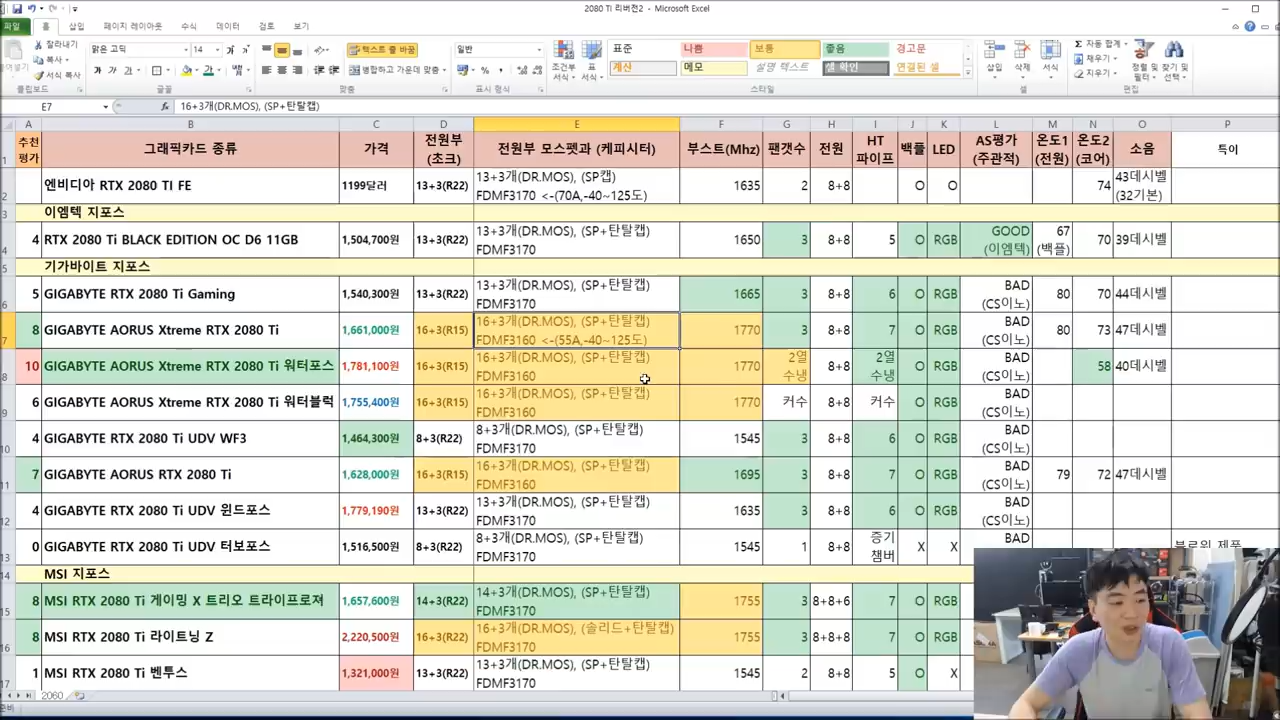 2080 TI 리버전2 - Microsoft Excel
파일 홈 삽입 페이지 레이아웃 수식 데이터 검토 보기
잘라내기
복사
서식 복사
클립보드
맑은 고딕 14
텍스트 줄 바꿈
병합하고 가운데 맞춤
맞춤
일반
표시 형식
조건부 서식
표 서식
표준 나쁨 보통 좋음 경고문
계산 메모 설명 텍스트 셀 확인 연결된 셀
스타일
삽입 삭제 서식
셀
자동 합계
채우기
지우기
정렬 및 필터
찾기 및 선택
편집
E7 fx 16+3개(DR.MOS), (SP+탄탈캡)
A B C D E F G H I J K L M N O P
1 추천 평가 그래픽카드 종류 가격 전원부 (쵸크) 전원부 모스펫과 (케피시터) 부스트(Mhz) 팬갯수 전원 HT 파이프 백플 LED AS평가 (주관적) 온도1 (전원) 온도2 (코어) 소음 특이
2 엔비디아 RTX 2080 TI FE 1199달러 13+3(R22) 13+3개(DR.MOS), (SP캡) FDMF3170 <-(70A,-40~125도) 1635 2 8+8 O O 74 43데시벨 (32기본)
3 이엠텍 지포스
4 4 RTX 2080 Ti BLACK EDITION OC D6 11GB 1,504,700원 13+3(R22) 13+3개(DR.MOS), (SP+탄탈캡) FDMF3170 1650 3 8+8 5 O RGB GOOD (이엠텍) 67 (백플) 70 39데시벨
5 기가바이트 지포스
6 5 GIGABYTE RTX 2080 Ti Gaming 1,540,300원 13+3(R22) 13+3개(DR.MOS), (SP+탄탈캡) FDMF3170 1665 3 8+8 6 O RGB BAD (CS이노) 80 70 44데시벨
7 8 GIGABYTE AORUS Xtreme RTX 2080 Ti 1,661,000원 16+3(R15) 16+3개(DR.MOS), (SP+탄탈캡) FDMF3160 <-(55A,-40~125도) 1770 3 8+8 7 O RGB BAD (CS이노) 80 73 47데시벨
8 10 GIGABYTE AORUS Xtreme RTX 2080 Ti 워터포스 1,781,100원 16+3(R15) 16+3개(DR.MOS), (SP+탄탈캡) FDMF3160 1770 2열 수냉 8+8 2열 수냉 O RGB BAD (CS이노) 58 40데시벨
9 6 GIGABYTE AORUS Xtreme RTX 2080 Ti 워터블럭 1,755,400원 16+3(R15) 16+3개(DR.MOS), (SP+탄탈캡) FDMF3160 1770 커수 8+8 커수 O RGB BAD (CS이노)
10 4 GIGABYTE RTX 2080 Ti UDV WF3 1,464,300원 8+3(R22) 8+3개(DR.MOS), (SP+탄탈캡) FDMF3170 1545 3 8+8 6 O RGB BAD (CS이노)
11 7 GIGABYTE AORUS RTX 2080 Ti 1,628,000원 16+3(R15) 16+3개(DR.MOS), (SP+탄탈캡) FDMF3160 1695 3 8+8 7 O RGB BAD (CS이노) 79 72 47데시벨
12 4 GIGABYTE RTX 2080 Ti UDV 윈드포스 1,779,190원 13+3(R22) 13+3개(DR.MOS), (SP+탄탈캡) FDMF3170 1635 3 8+8 6 O RGB BAD (CS이노)
13 0 GIGABYTE RTX 2080 Ti UDV 터보포스 1,516,500원 8+3(R22) 8+3개(DR.MOS), (SP+탄탈캡) FDMF3170 1545 1 8+8 증기 챔버 X X BAD 블로워 제품
14 MSI 지포스
15 8 MSI RTX 2080 Ti 게이밍 X 트리오 트라이프로져 1,657,600원 14+3(R22) 14+3개(DR.MOS), (SP+탄탈캡) FDMF3170 1755 3 8+8+6 7 O RGB
16 8 MSI RTX 2080 Ti 라이트닝 Z 2,220,500원 16+3(R22) 16+3개(DR.MOS), (솔리드+탄탈캡) FDMF3170 1755 3 8+8+8 7 O RGB
17 1 MSI RTX 2080 Ti 벤투스 1,321,000원 13+3(R22) 13+3개(DR.MOS), (SP+탄탈캡) FDMF3170 1545 2 8+8 5 O X
2060
준비